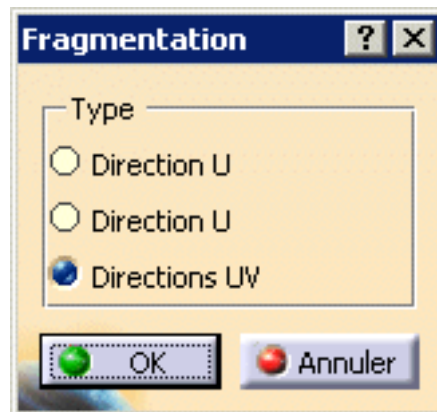 Fragmentation
Type
Direction U
Direction U
Directions UV
OK
Annuler